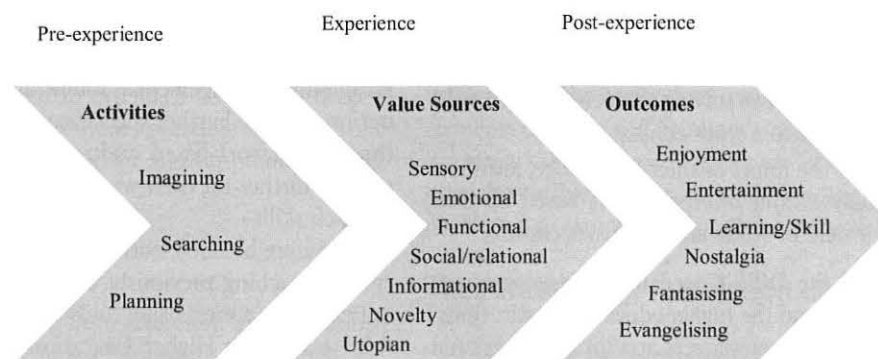 Pre-experience
Experience
Post-experience
Activities
Imagining
Searching
Planning
Value Sources
Sensory
Emotional
Functional
Social/relational
Informational
Novelty
Utopian
Outcomes
Enjoyment
Entertainment
Learning/Skill
Nostalgia
Fantasising
Evangelising